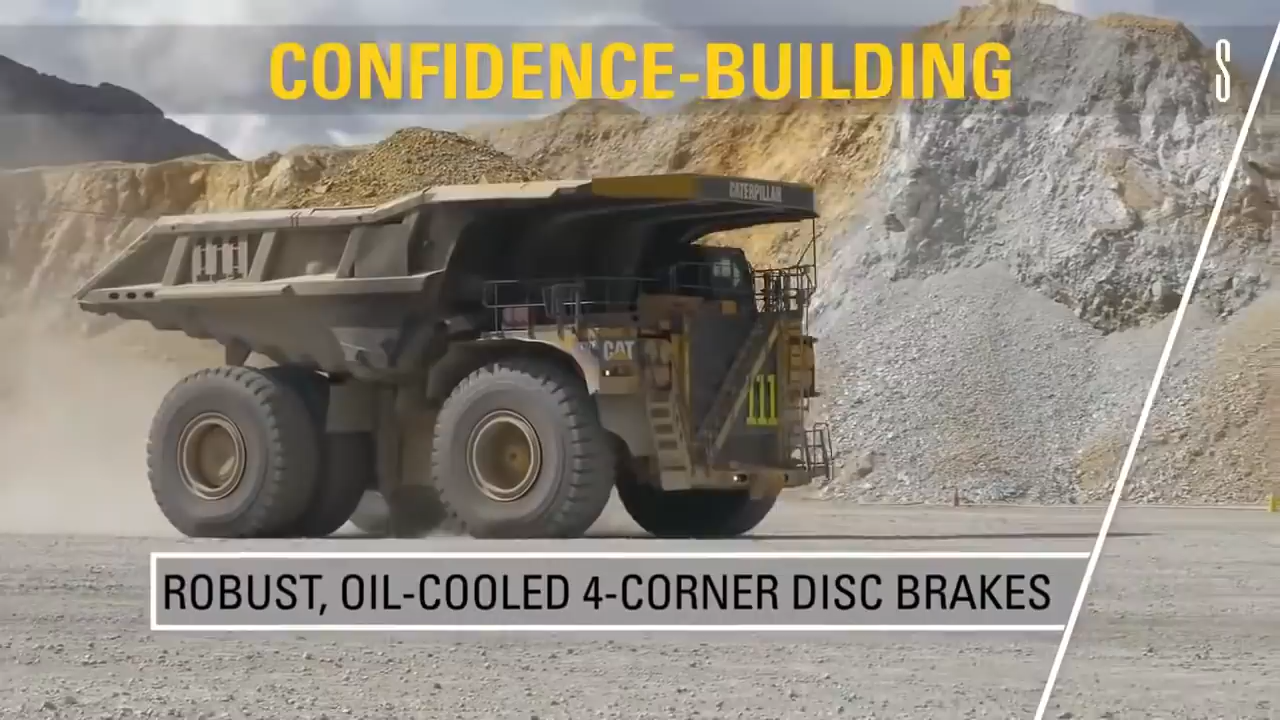 CONFIDENCE-BUILDING
S
CATERPILLAR
111
CAT
111
ROBUST, OIL-COOLED 4-CORNER DISC BRAKES